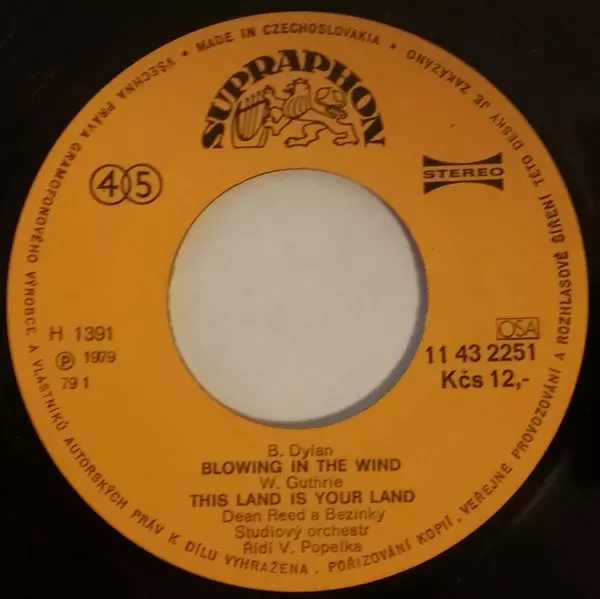 VŠECHNA PRÁVA GRAMOFONOVÉHO VÝROBCE A VLASTNÍKŮ AUTORSKÝCH PRÁV K DÍLU VYHRAŽENA. POŘIZOVÁNÍ KOPIÍ, VEŘEJNÉ PROVOZOVÁNÍ A ROZHLASOVÉ ŠÍŘENÍ TÉTO DESKY JE ZAKÁZÁNO
• MADE IN CZECHOSLOVAKIA •
SUPRAPHON
45
STEREO
H 1391
Ⓟ 1979
79 1
OSA
11 43 2251
Kčs 12,-
B. Dylan
BLOWING IN THE WIND
W. Guthrie
THIS LAND IS YOUR LAND
Dean Reed a Bezinky
Studiový orchestr
Řídí V. Popelka